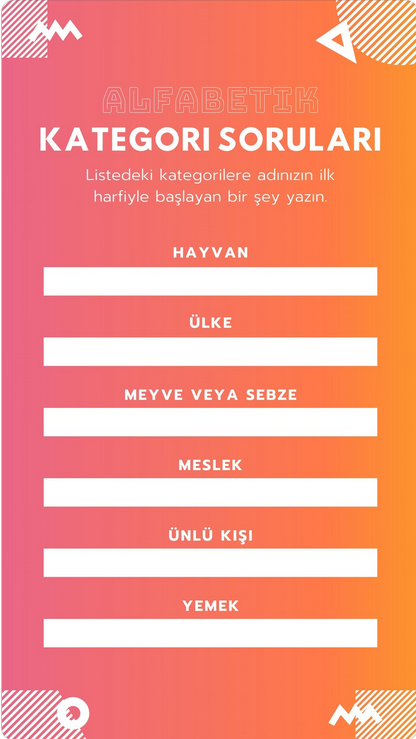 ALFABETIK
KATEGORI SORULARI
Listedeki kategorilere adınızın ilk
harfiyle başlayan bir şey yazın.
HAYVAN
ÜLKE
MEYVE VEYA SEBZE
MESLEK
ÜNLÜ KIŞI
YEMEK